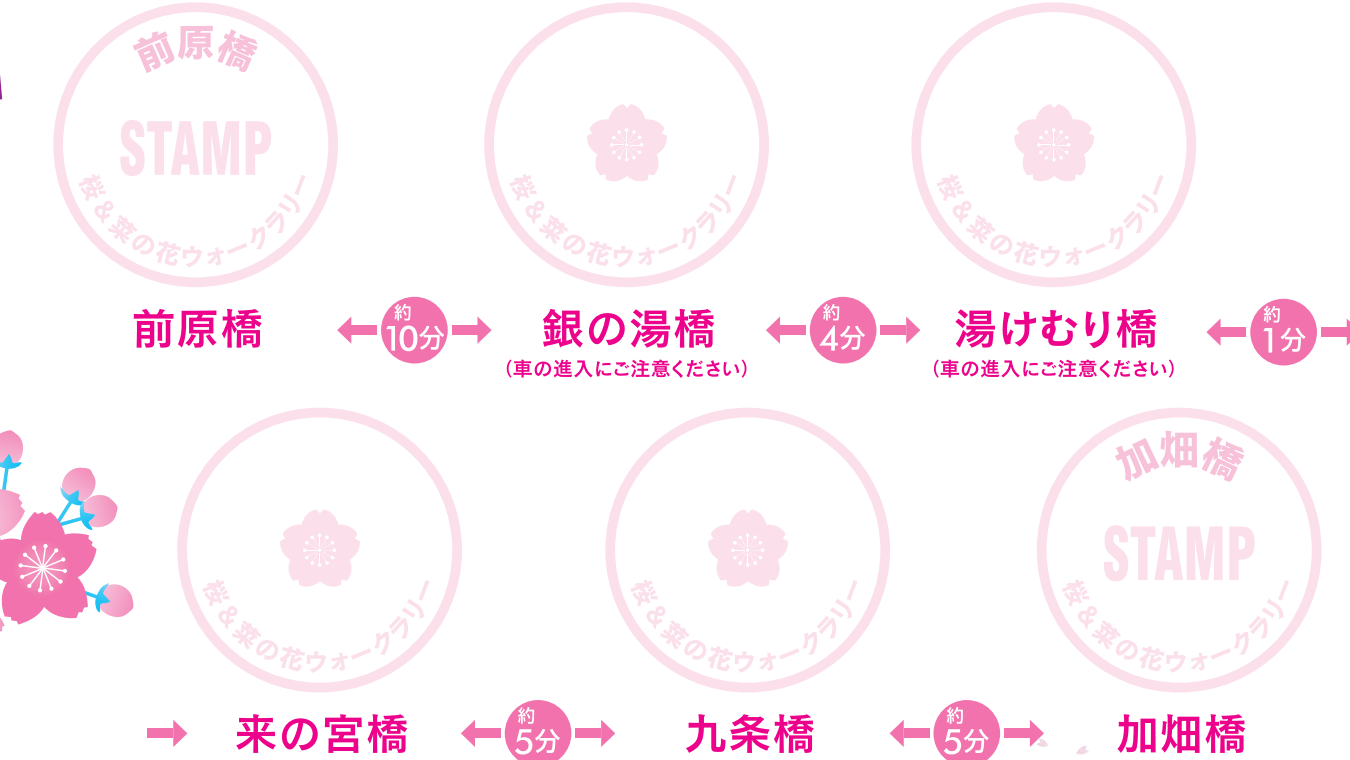 前原橋
STAMP
桜&菜の花ウォークラリー
桜&菜の花ウォークラリー
桜&菜の花ウォークラリー
前原橋
約
10分
銀の湯橋
(車の進入にご注意ください)
約
4分
湯けむり橋
(車の進入にご注意ください)
約
1分
桜&菜の花ウォークラリー
桜&菜の花ウォークラリー
加畑橋
STAMP
桜&菜の花ウォークラリー
来の宮橋
約
5分
九条橋
約
5分
加畑橋